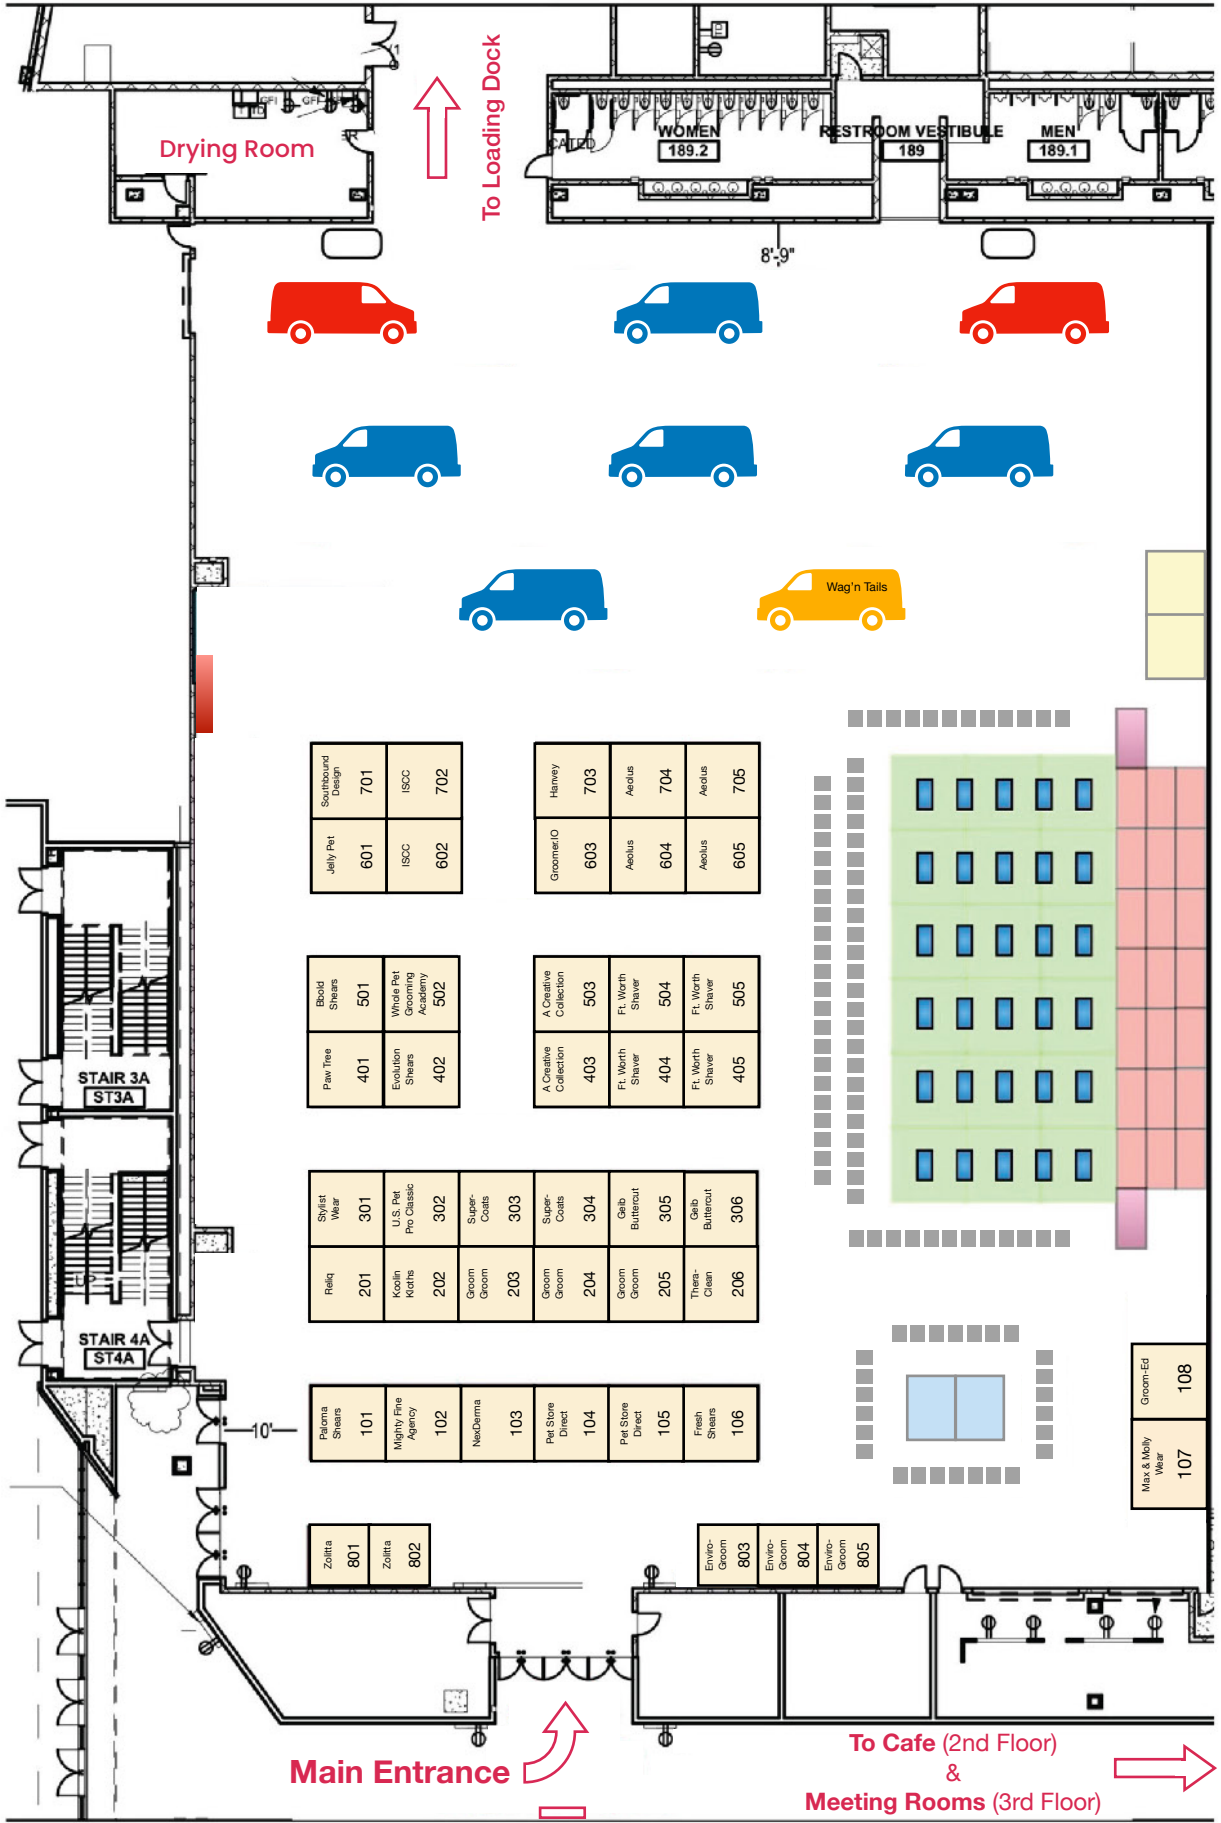 To Loading Dock
Drying Room
GFI
GFI
WOMEN
189.2
RESTROOM VESTIBULE
189
MEN
189.1
CATED
8'-9"
Wag'n Tails
Southbound
Design
701
ISCC
702
Hanvey
703
Aeolus
704
Aeolus
705
Jelly Pet
601
ISCC
602
Groomer.IO
603
Aeolus
604
Aeolus
605
Bbold
Shears
501
Whole Pet
Grooming
Academy
502
A Creative
Collection
503
Ft. Worth
Shaver
504
Ft. Worth
Shaver
505
Paw Tree
401
Evolution
Shears
402
A Creative
Collection
403
Ft. Worth
Shaver
404
Ft. Worth
Shaver
405
STAIR 3A
ST3A
Stylist
Wear
301
U.S. Pet
Pro Classic
302
Super-
Coats
303
Super-
Coats
304
Geib
Buttercut
305
Geib
Buttercut
306
Reliq
201
Koolin
Kloths
202
Groom
Groom
203
Groom
Groom
204
Groom
Groom
205
Thera-
Clean
206
UP
STAIR 4A
ST4A
10'
Paloma
Shears
101
Mighty Fine
Agency
102
NexDerma
103
Pet Store
Direct
104
Pet Store
Direct
105
Fresh
Shears
106
Groom-Ed
108
Max & Molly
Wear
107
Zolitta
801
Zolitta
802
Enviro-
Groom
803
Enviro-
Groom
804
Enviro-
Groom
805
Main Entrance
To Cafe (2nd Floor)
&
Meeting Rooms (3rd Floor)